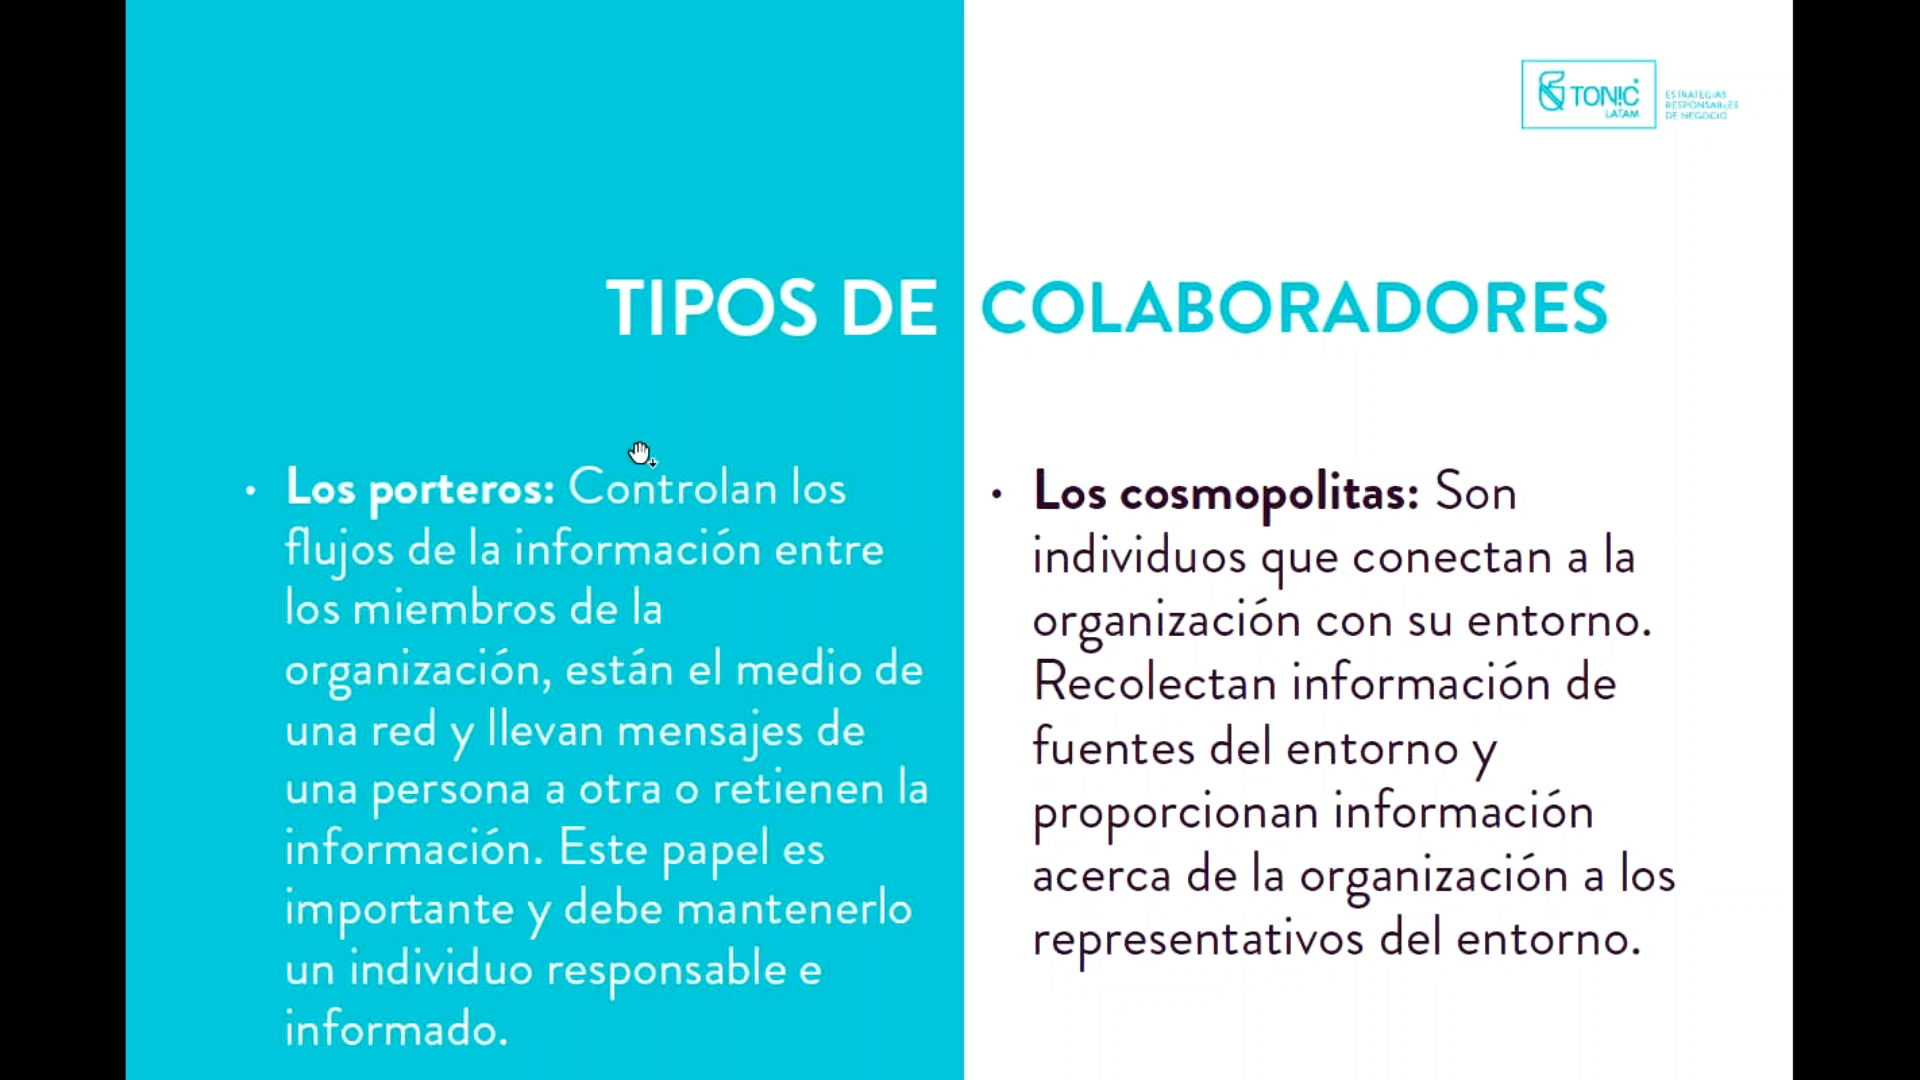 TONIC
LATAM
ESTRATEGIAS
RESPONSABLES
DE NEGOCIO
TIPOS DE COLABORADORES
• Los porteros: Controlan los
flujos de la información entre
los miembros de la
organización, están el medio de
una red y llevan mensajes de
una persona a otra o retienen la
información. Este papel es
importante y debe mantenerlo
un individuo responsable e
informado.
• Los cosmopolitas: Son
individuos que conectan a la
organización con su entorno.
Recolectan información de
fuentes del entorno y
proporcionan información
acerca de la organización a los
representativos del entorno.